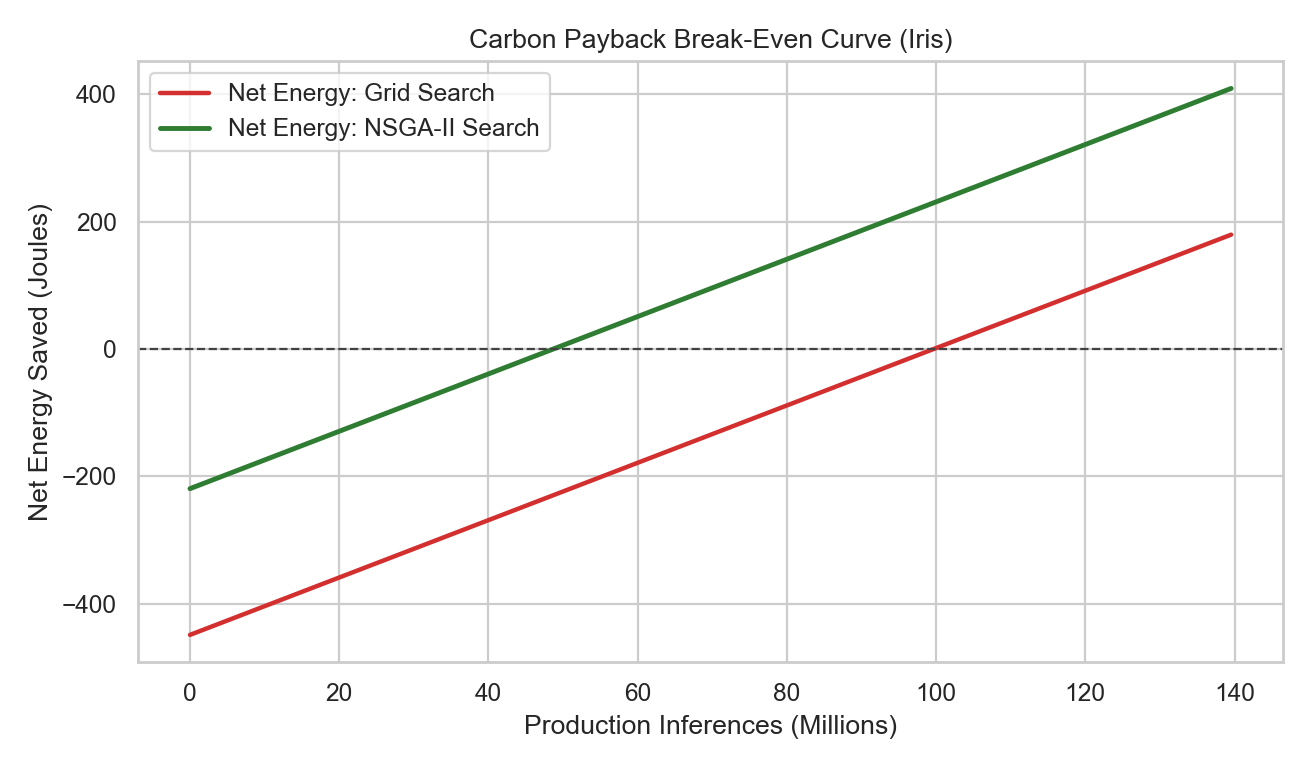 Carbon Payback Break-Even Curve (Iris)
Net Energy: Grid Search
Net Energy: NSGA-II Search
Net Energy Saved (Joules)
400
200
0
−200
−400
0 20 40 60 80 100 120 140
Production Inferences (Millions)